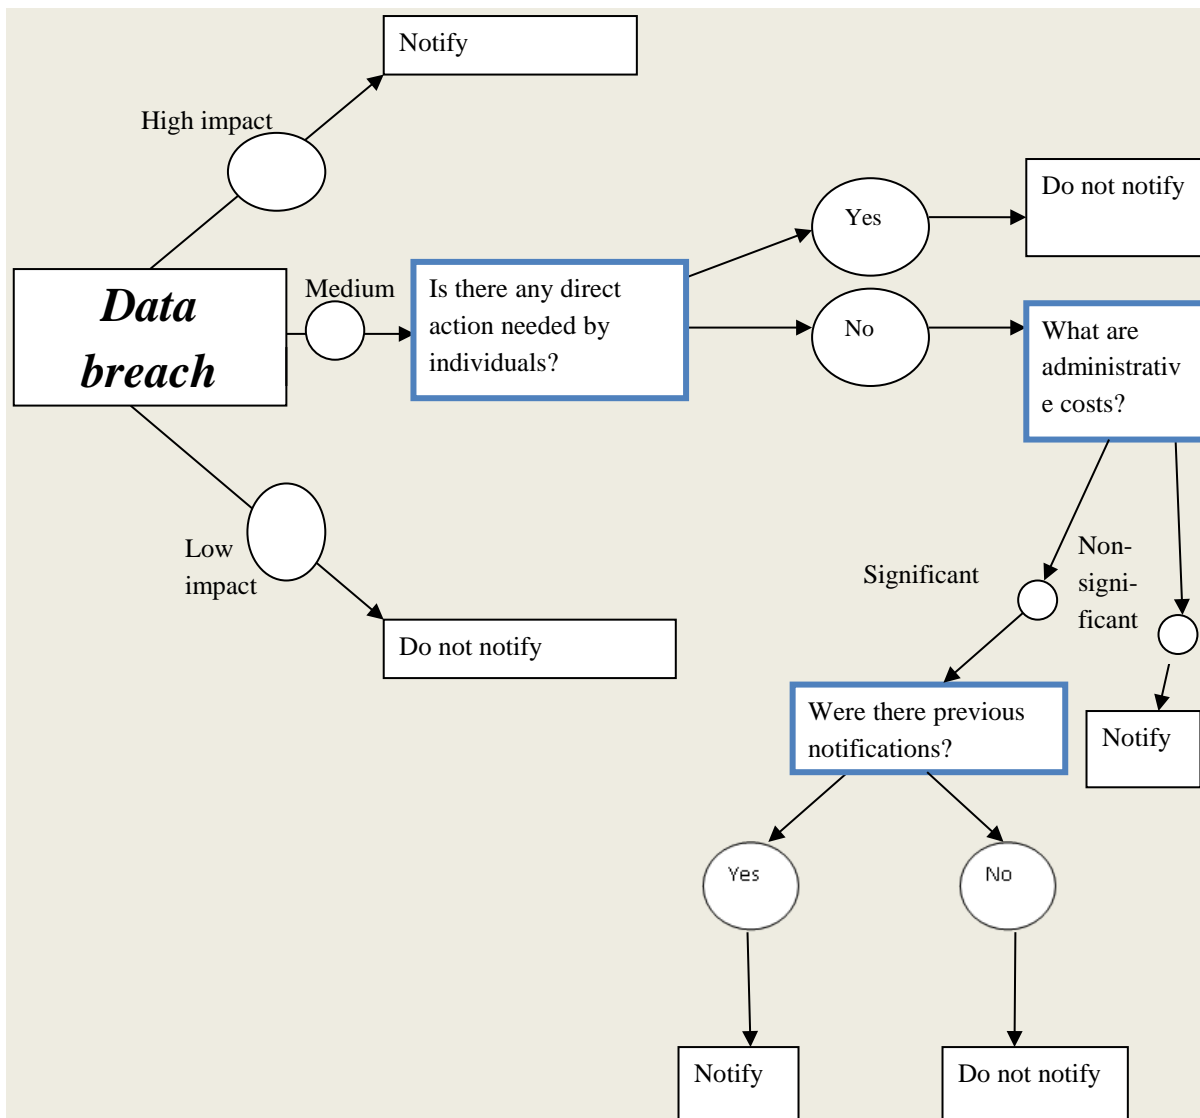 Notify
High impact
Do not notify
Yes
Data
breach
Medium
Is there any direct
action needed by
individuals?
No
What are
administrativ
e costs?
Low
impact
Significant
Non-
signi-
ficant
Do not notify
Were there previous
notifications?
Notify
Yes
No
Notify
Do not notify